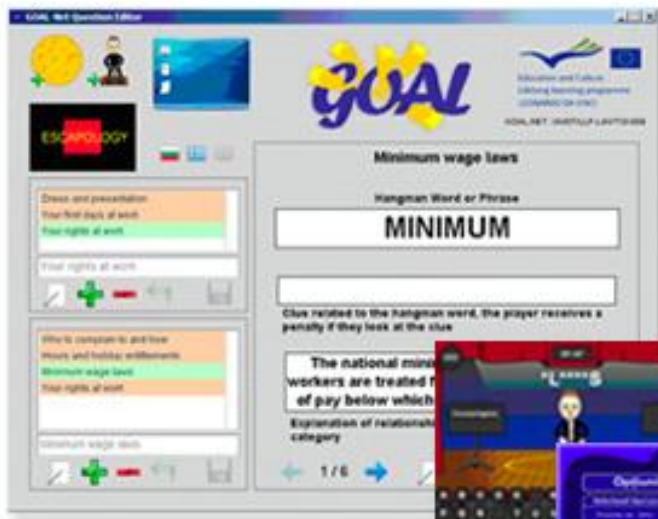 GOAL Net Question Editor
GOAL
Education and Culture
Lifelong learning programme
LEONARDO DA VINCI
ESCAPOLOGY
Minimum wage laws
Hangman Word or Phrase
MINIMUM
Dress and presentation
Your first days at work
Your rights at work
Your rights at work
Clue related to the hangman word, the player receives a
penalty if they look at the clue
Who to complain to and how
Hours and holiday entitlements
Minimum wage laws
Your rights at work
Minimum wage laws
The national
workers are treated
of pay below which
Explanation of
category
1 / 6